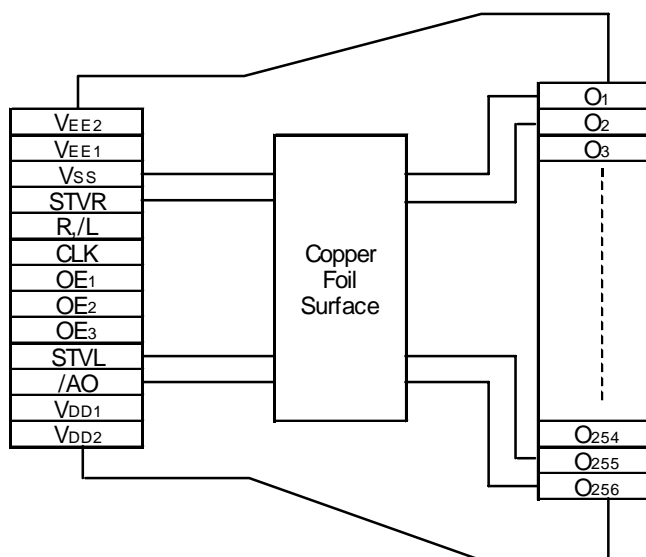 VEE2
VEE1
VSS
STVR
R,/L
CLK
OE1
OE2
OE3
STVL
/AO
VDD1
VDD2
Copper
Foil
Surface
O1
O2
O3
O254
O255
O256